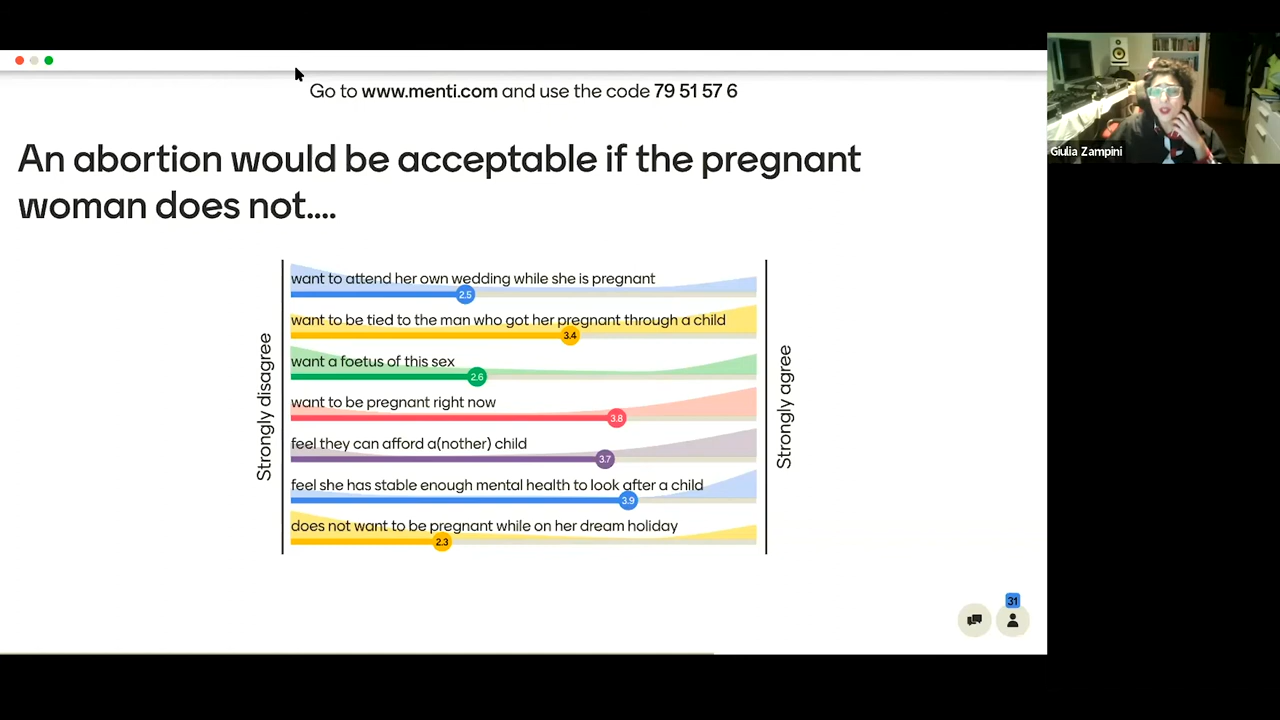 Go to www.menti.com and use the code 79 51 57 6
Giulia Zampini
An abortion would be acceptable if the pregnant
woman does not....
Strongly disagree
want to attend her own wedding while she is pregnant
2.5
want to be tied to the man who got her pregnant through a child
3.4
want a foetus of this sex
2.6
want to be pregnant right now
3.8
feel they can afford a(nother) child
3.7
feel she has stable enough mental health to look after a child
3.9
does not want to be pregnant while on her dream holiday
2.3
Strongly agree
31